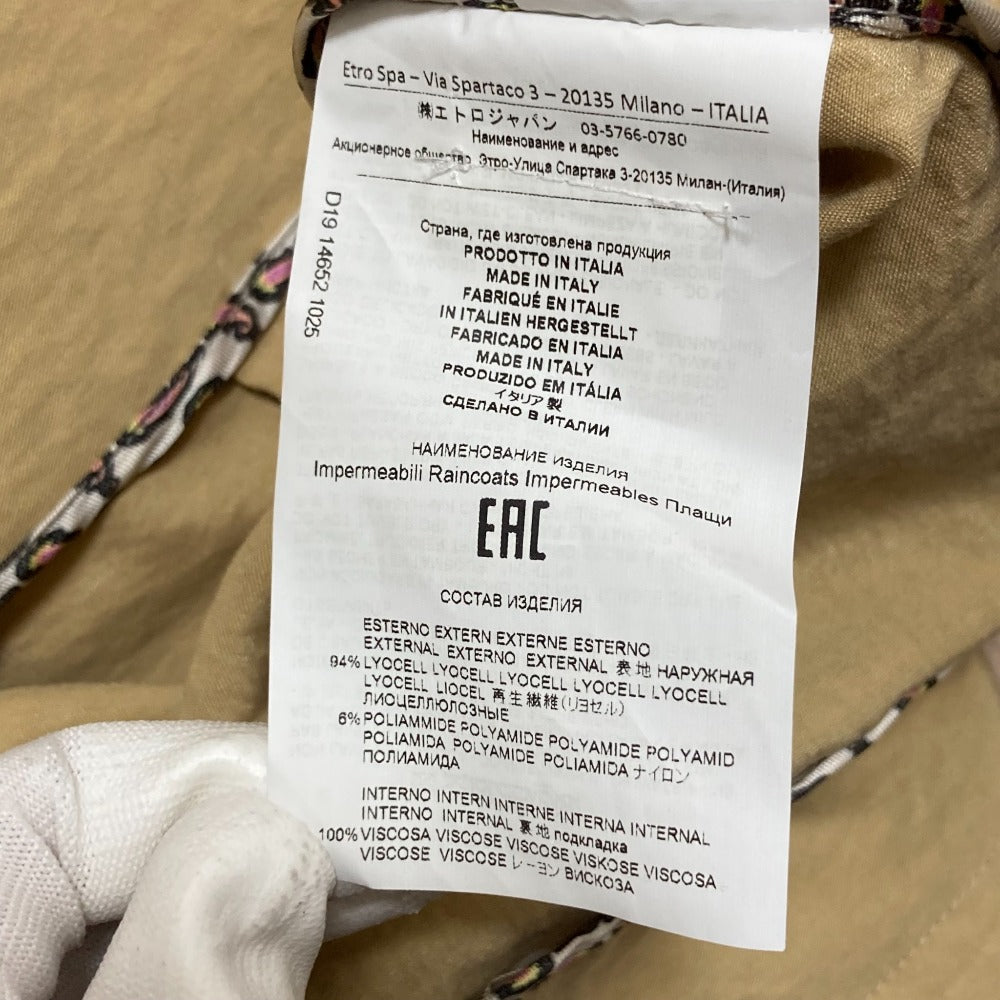 Etro Spa – Via Spartaco 3 – 20135 Milano – ITALIA
㈱エトロジャパン 03-5766-0780
Наименование и адрес
Акционерное общество Этро-Улица Спартака 3-20135 Милан-(Италия)
D19 14652 1025
Страна, где изготовлена продукция
PRODOTTO IN ITALIA
MADE IN ITALY
FABRIQUÉ EN ITALIE
IN ITALIEN HERGESTELLT
FABRICADO EN ITALIA
MADE IN ITALY
PRODUZIDO EM ITÁLIA
イタリア製
СДЕЛАНО В ИТАЛИИ
НАИМЕНОВАНИЕ ИЗДЕЛИЯ
Impermeabili Raincoats Impermeables Плащи
EAC
СОСТАВ ИЗДЕЛИЯ
ESTERNO EXTERN EXTERNE ESTERNO
EXTERNAL EXTERNO EXTERNAL 表地 НАРУЖНАЯ
94% LYOCELL LYOCELL LYOCELL LYOCELL LYOCELL
LYOCELL LIOCEL 再生繊維(リヨセル)
ЛИОЦЕЛЛЮЛОЗНЫЕ
6% POLIAMMIDE POLYAMIDE POLYAMIDE POLYAMID
POLIAMIDA POLYAMIDE POLIAMIDA ナイロン
ПОЛИАМИДА
INTERNO INTERN INTERNE INTERNA INTERNAL
INTERNO INTERNAL 裏地 подкладка
100% VISCOSA VISCOSE VISCOSE VISKOSE VISCOSA
VISCOSE VISCOSE レーヨン ВИСКОЗА